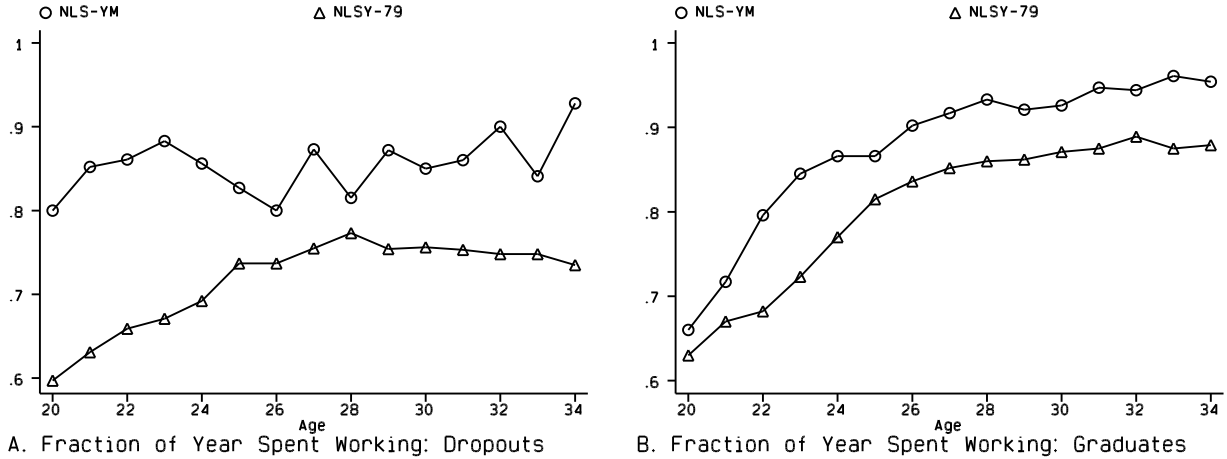 NLS-YM NLSY-79
1
.9
.8
.7
.6
20 22 24 26 28 30 32 34
Age
A. Fraction of Year Spent Working: Dropouts
NLS-YM NLSY-79
1
.9
.8
.7
.6
20 22 24 26 28 30 32 34
Age
B. Fraction of Year Spent Working: Graduates